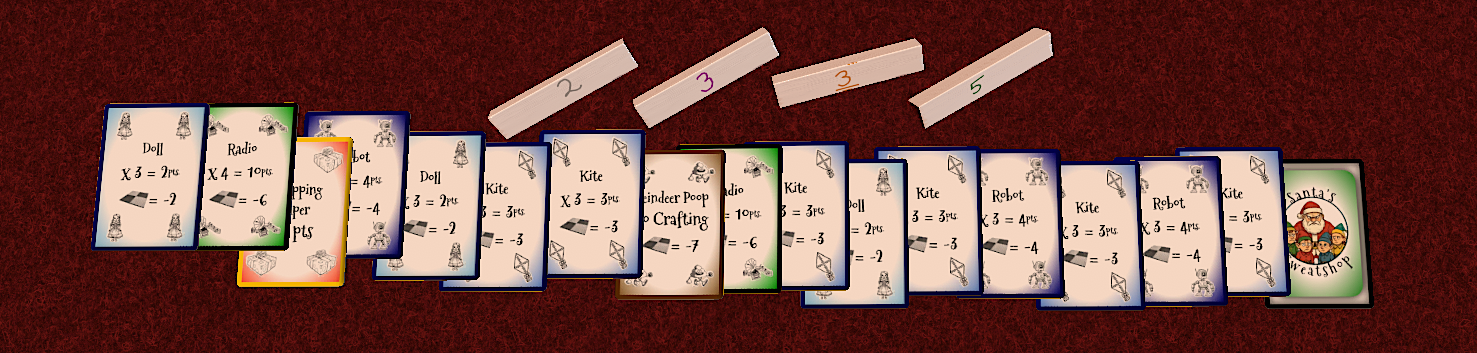 2
3
3
5
Doll
X 3 = 2pts.
= -2
Radio
X 4 = 10pts.
= -6
pping
per
pts
bot
= 4pts.
= -4
Doll
X 3 = 2pts.
= -2
Kite
3 = 3pts.
= -3
Kite
X 3 = 3pts.
= -3
eindeer Poop
o Crafting
= -7
adio
= 10pts.
= -6
Kite
3 = 3pts.
= -3
oll
2pts.
= -2
Kite
3 = 3pts.
= -3
Robot
X 3 = 4pts.
= -4
Kite
X 3 = 3pts.
= -3
Robot
X 3 = 4pts.
= -4
Kite
= 3pts.
= -3
Santa's
weatshop